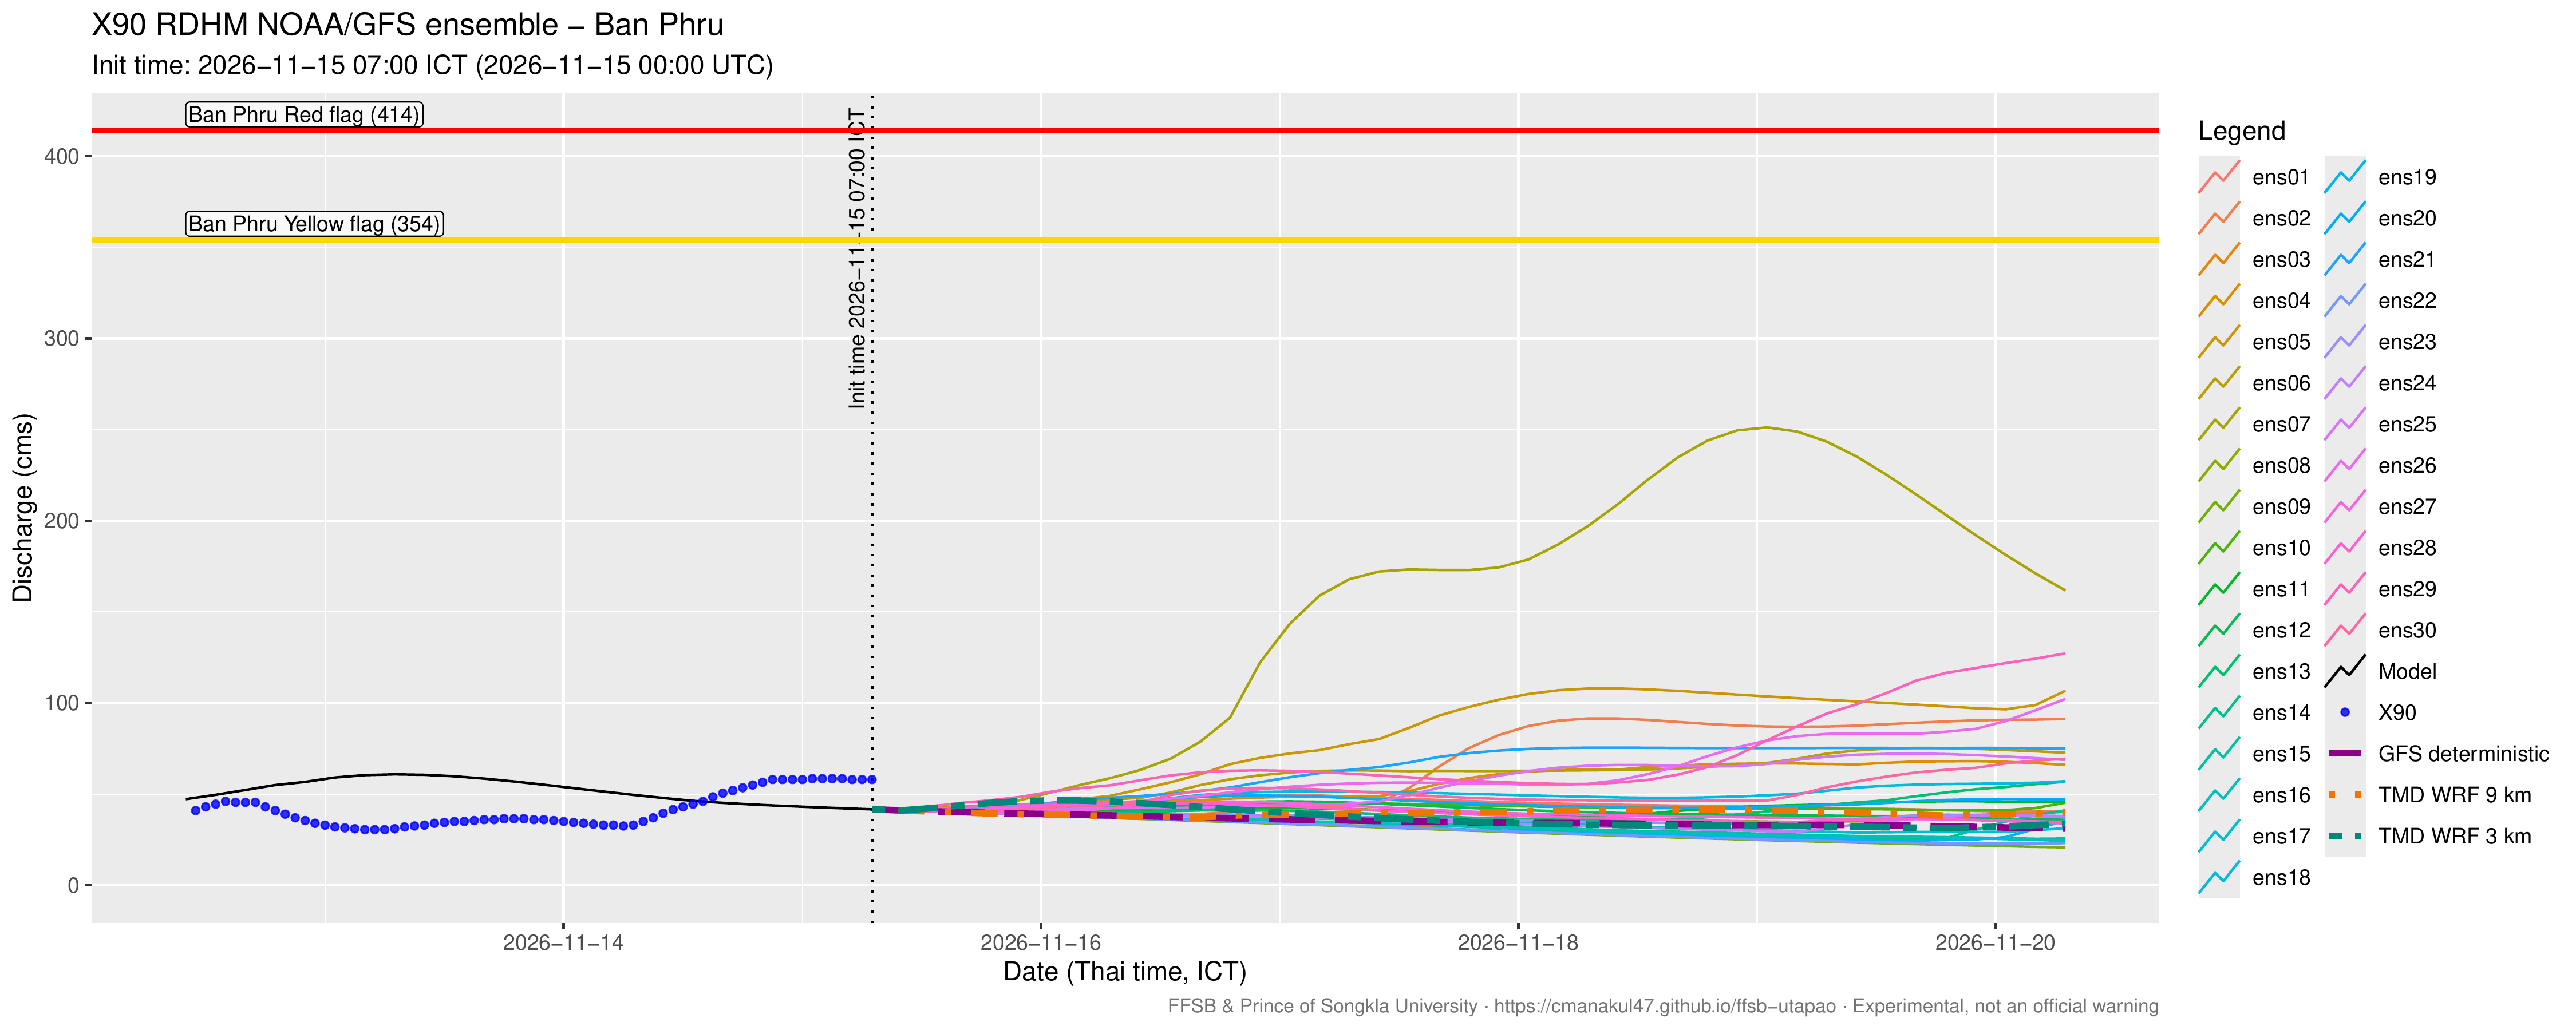 X90 RDHM NOAA/GFS ensemble – Ban Phru
Init time: 2026–11–15 07:00 ICT (2026–11–15 00:00 UTC)
Ban Phru Red flag (414)
Ban Phru Yellow flag (354)
Init time 2026–11–15 07:00 ICT
Discharge (cms)
400
300
200
100
0
2026–11–14
2026–11–16
2026–11–18
2026–11–20
Date (Thai time, ICT)
Legend
ens01
ens02
ens03
ens04
ens05
ens06
ens07
ens08
ens09
ens10
ens11
ens12
ens13
ens14
ens15
ens16
ens17
ens18
ens19
ens20
ens21
ens22
ens23
ens24
ens25
ens26
ens27
ens28
ens29
ens30
Model
X90
GFS deterministic
TMD WRF 9 km
TMD WRF 3 km
FFSB & Prince of Songkla University · https://cmanakul47.github.io/ffsb–utapao · Experimental, not an official warning